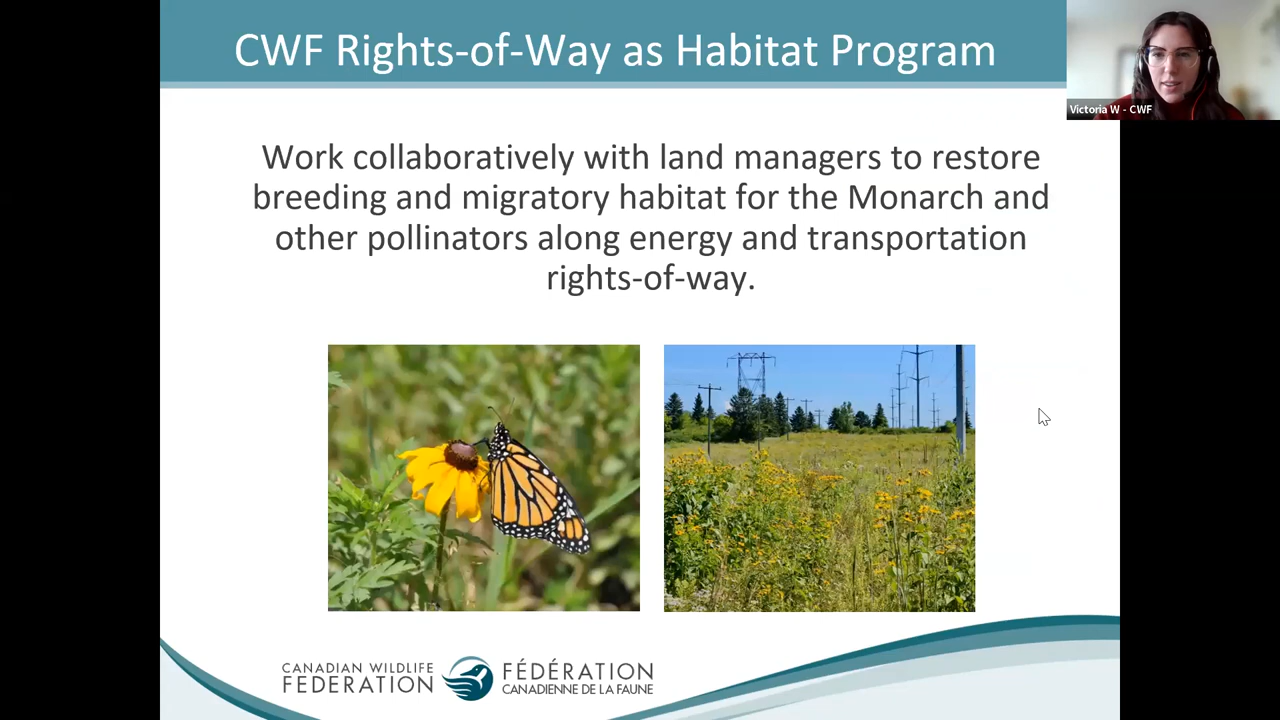 CWF Rights-of-Way as Habitat Program
Victoria W - CWF
Work collaboratively with land managers to restore
breeding and migratory habitat for the Monarch and
other pollinators along energy and transportation
rights-of-way.
CANADIAN WILDLIFE
FEDERATION
FÉDÉRATION
CANADIENNE DE LA FAUNE